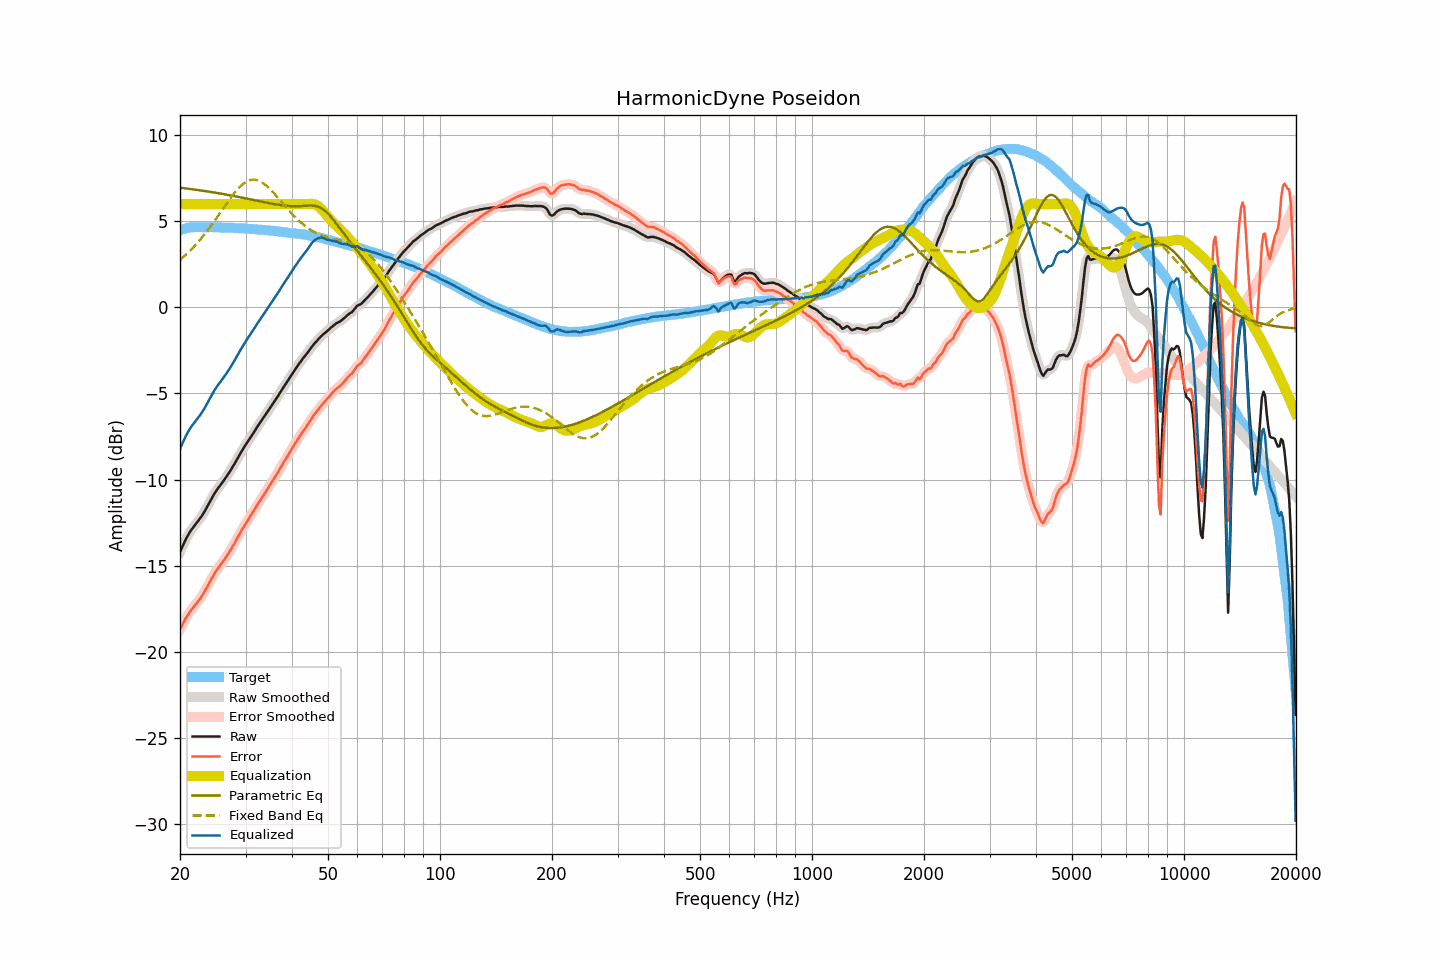 HarmonicDyne Poseidon
10
5
0
−5
−10
−15
−20
−25
−30
Amplitude (dBr)
Target
Raw Smoothed
Error Smoothed
Raw
Error
Equalization
Parametric Eq
Fixed Band Eq
Equalized
20 50 100 200 500 1000 2000 5000 10000 20000
Frequency (Hz)